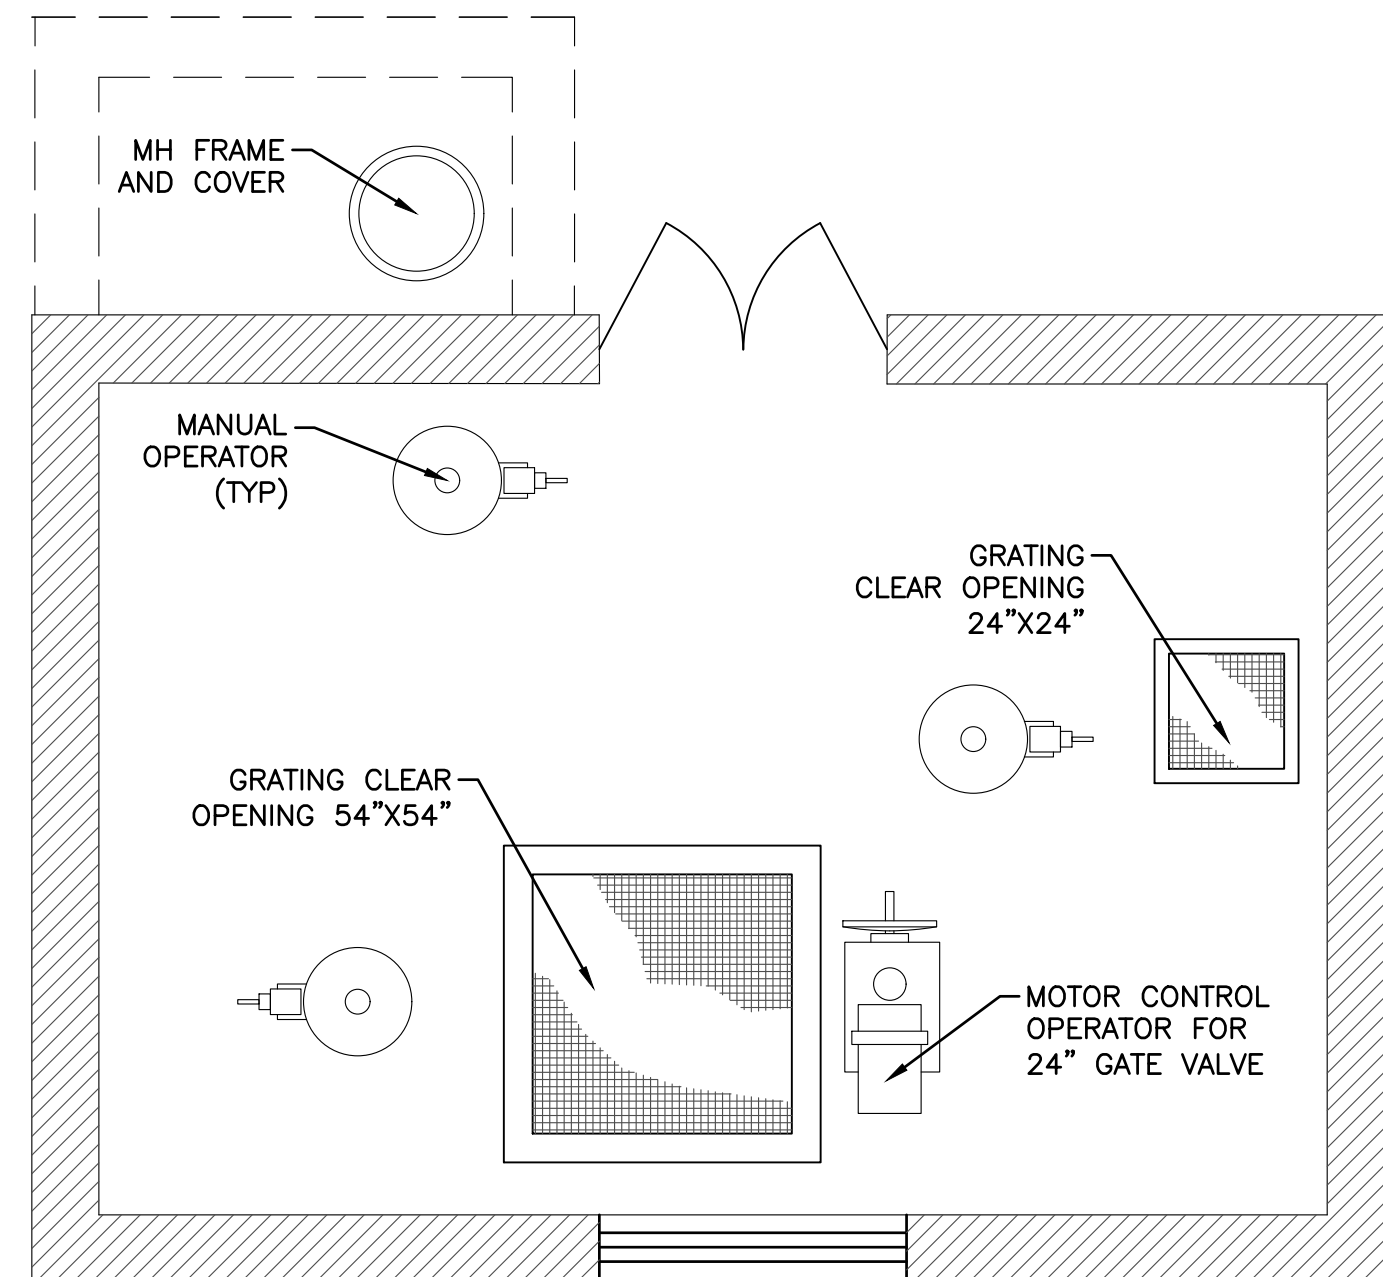 MH FRAME
AND COVER
MANUAL
OPERATOR
(TYP)
GRATING
CLEAR OPENING
24”X24”
GRATING CLEAR
OPENING 54”X54”
MOTOR CONTROL
OPERATOR FOR
24” GATE VALVE